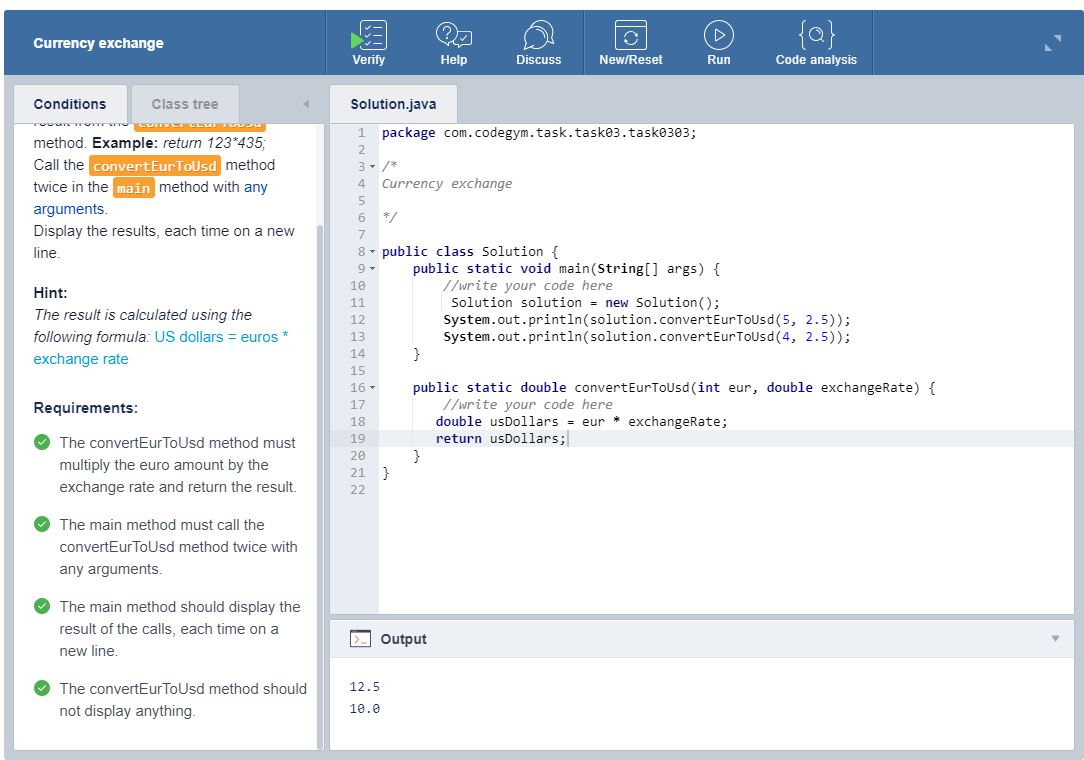 Currency exchange
Verify
Help
Discuss
New/Reset
Run
Code analysis
Conditions
Class tree
result from the convertEurToUsd
method. Example: return 123*435;
Call the convertEurToUsd method
twice in the main method with any
arguments.
Display the results, each time on a new
line.
Hint:
The result is calculated using the
following formula: US dollars = euros *
exchange rate
Requirements:
The convertEurToUsd method must
multiply the euro amount by the
exchange rate and return the result.
The main method must call the
convertEurToUsd method twice with
any arguments.
The main method should display the
result of the calls, each time on a
new line.
The convertEurToUsd method should
not display anything.
Solution.java
1 package com.codegym.task.task03.task0303;
2
3 /*
4 Currency exchange
5
6 */
7
8 public class Solution {
9 public static void main(String[] args) {
10 //write your code here
11 Solution solution = new Solution();
12 System.out.println(solution.convertEurToUsd(5, 2.5));
13 System.out.println(solution.convertEurToUsd(4, 2.5));
14 }
15
16 public static double convertEurToUsd(int eur, double exchangeRate) {
17 //write your code here
18 double usDollars = eur * exchangeRate;
19 return usDollars;
20 }
21 }
22
Output
12.5
10.0